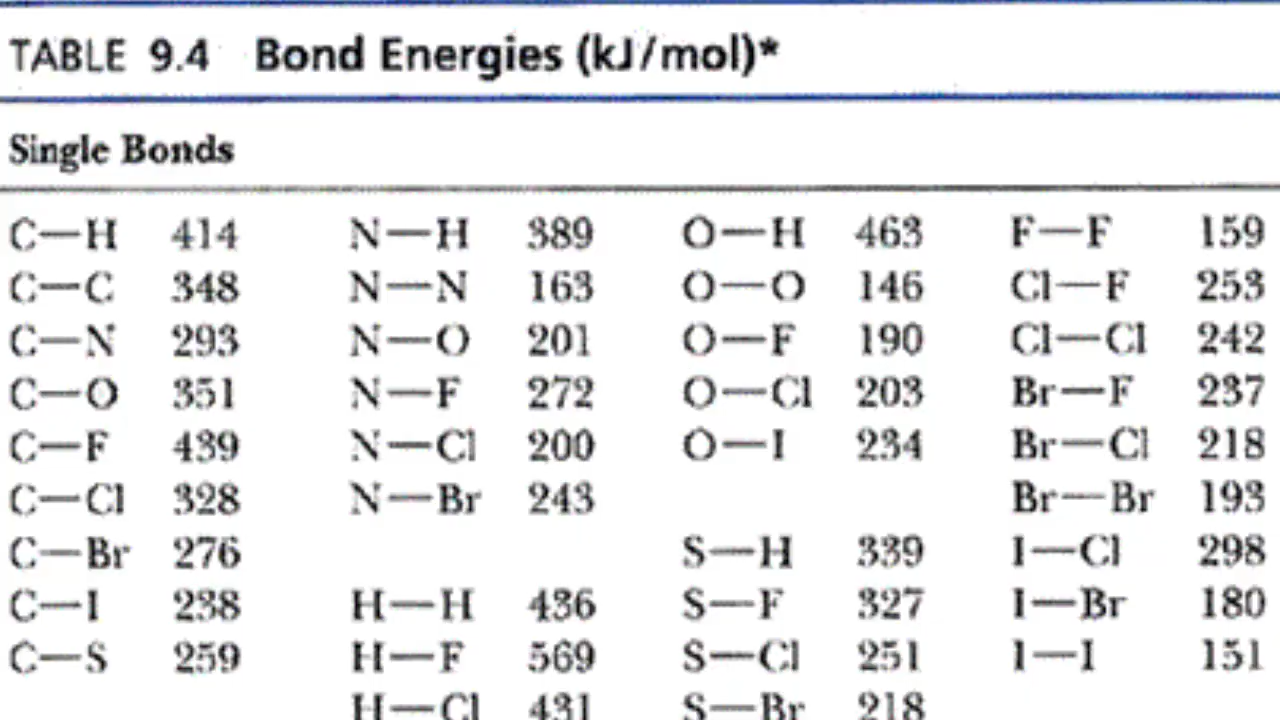 TABLE 9.4 Bond Energies (kJ/mol)*
Single Bonds
C—H 414 N—H 389 O—H 463 F—F 159
C—C 348 N—N 163 O—O 146 Cl—F 253
C—N 293 N—O 201 O—F 190 Cl—Cl 242
C—O 351 N—F 272 O—Cl 203 Br—F 237
C—F 439 N—Cl 200 O—I 234 Br—Cl 218
C—Cl 328 N—Br 243 Br—Br 193
C—Br 276 S—H 339 I—Cl 298
C—I 238 H—H 436 S—F 327 I—Br 180
C—S 259 H—F 569 S—Cl 251 I—I 151
H—Cl 431 S—Br 218